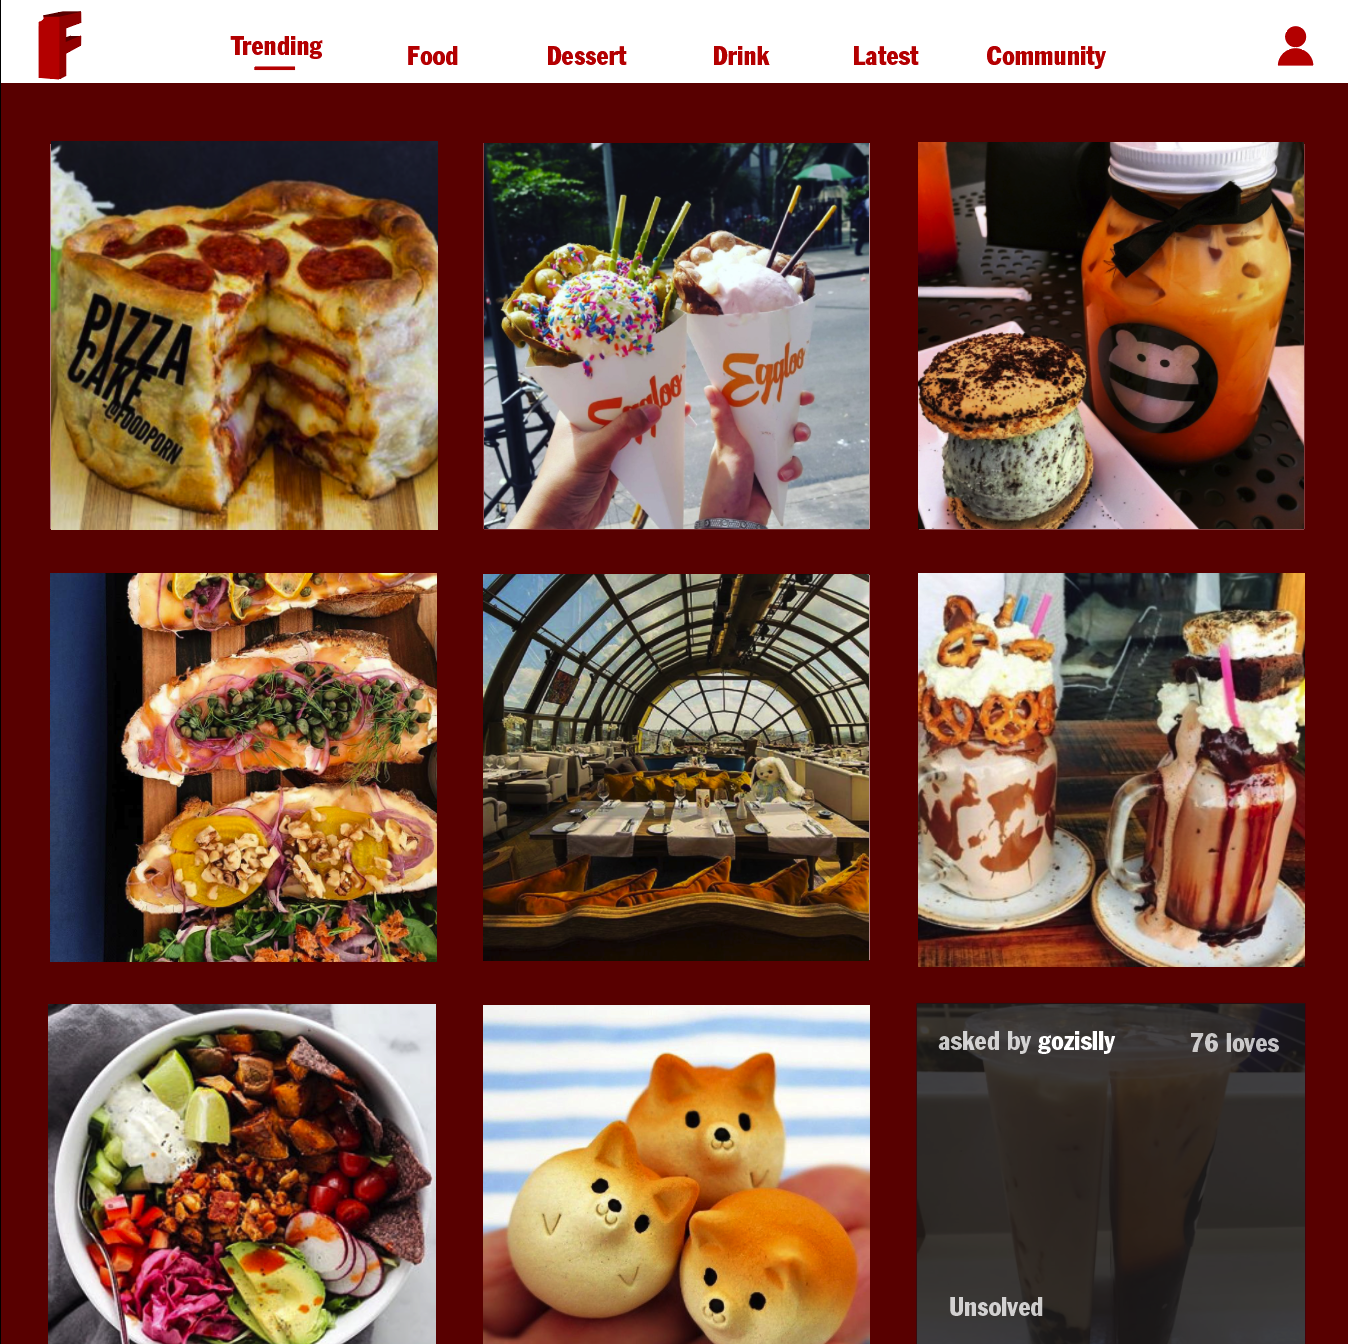 F
Trending
Food
Dessert
Drink
Latest
Community
PIZZA
CAKE
@FOODPORN
Eggloo
Eggloo
asked by gozislly
76 loves
Unsolved